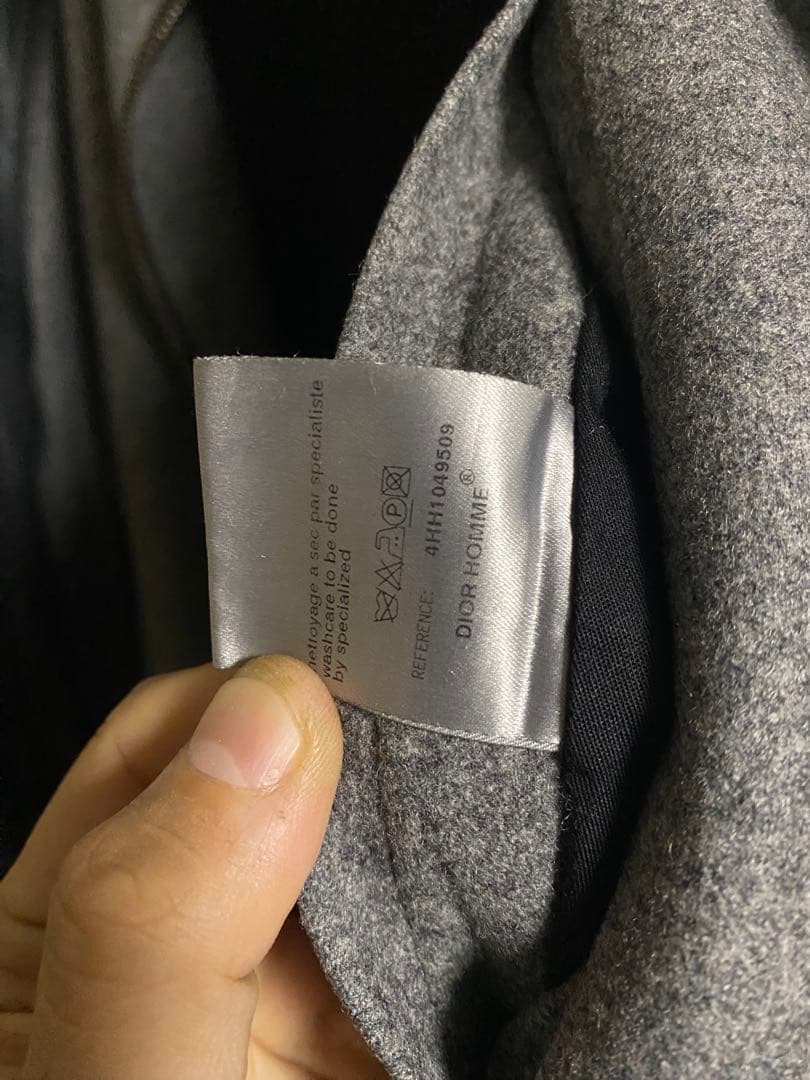 DIOR HOMME®
REFERENCE: 4HH1049509
P
nettoyage a sec par specialiste
washcare to be done
by specialized